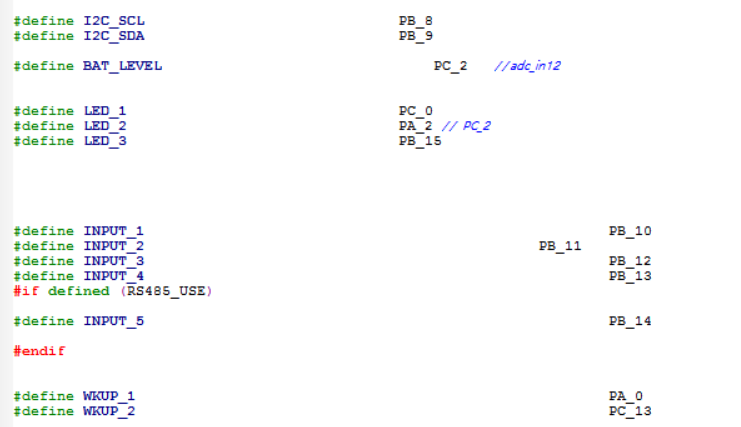 #define I2C_SCL PB_8
#define I2C_SDA PB_9
#define BAT_LEVEL PC_2 //adc_in12
#define LED_1 PC_0
#define LED_2 PA_2 // PC_2
#define LED_3 PB_15
#define INPUT_1 PB_10
#define INPUT_2 PB_11
#define INPUT_3 PB_12
#define INPUT_4 PB_13
#if defined (RS485_USE)
#define INPUT_5 PB_14
#endif
#define WKUP_1 PA_0
#define WKUP_2 PC_13